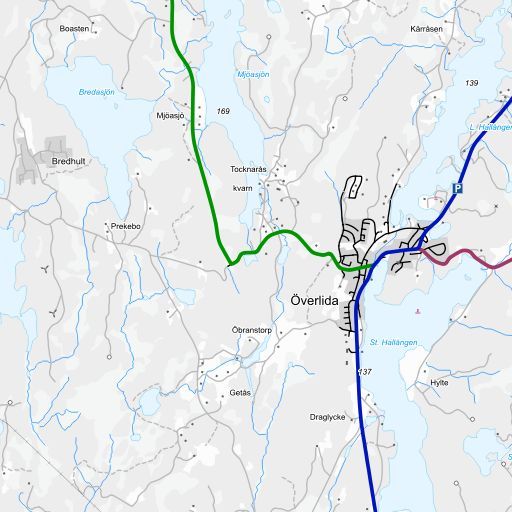 Boasten
Kärråsen
Mjöasjön
139
Bredasjön
169
Mjöasjö
L. Hallången
Bredhult
Tocknarås
kvarn
P
Prekebo
Överlida
Öbranstorp
St. Hallången
137
Hylte
Getås
Draglycke
S